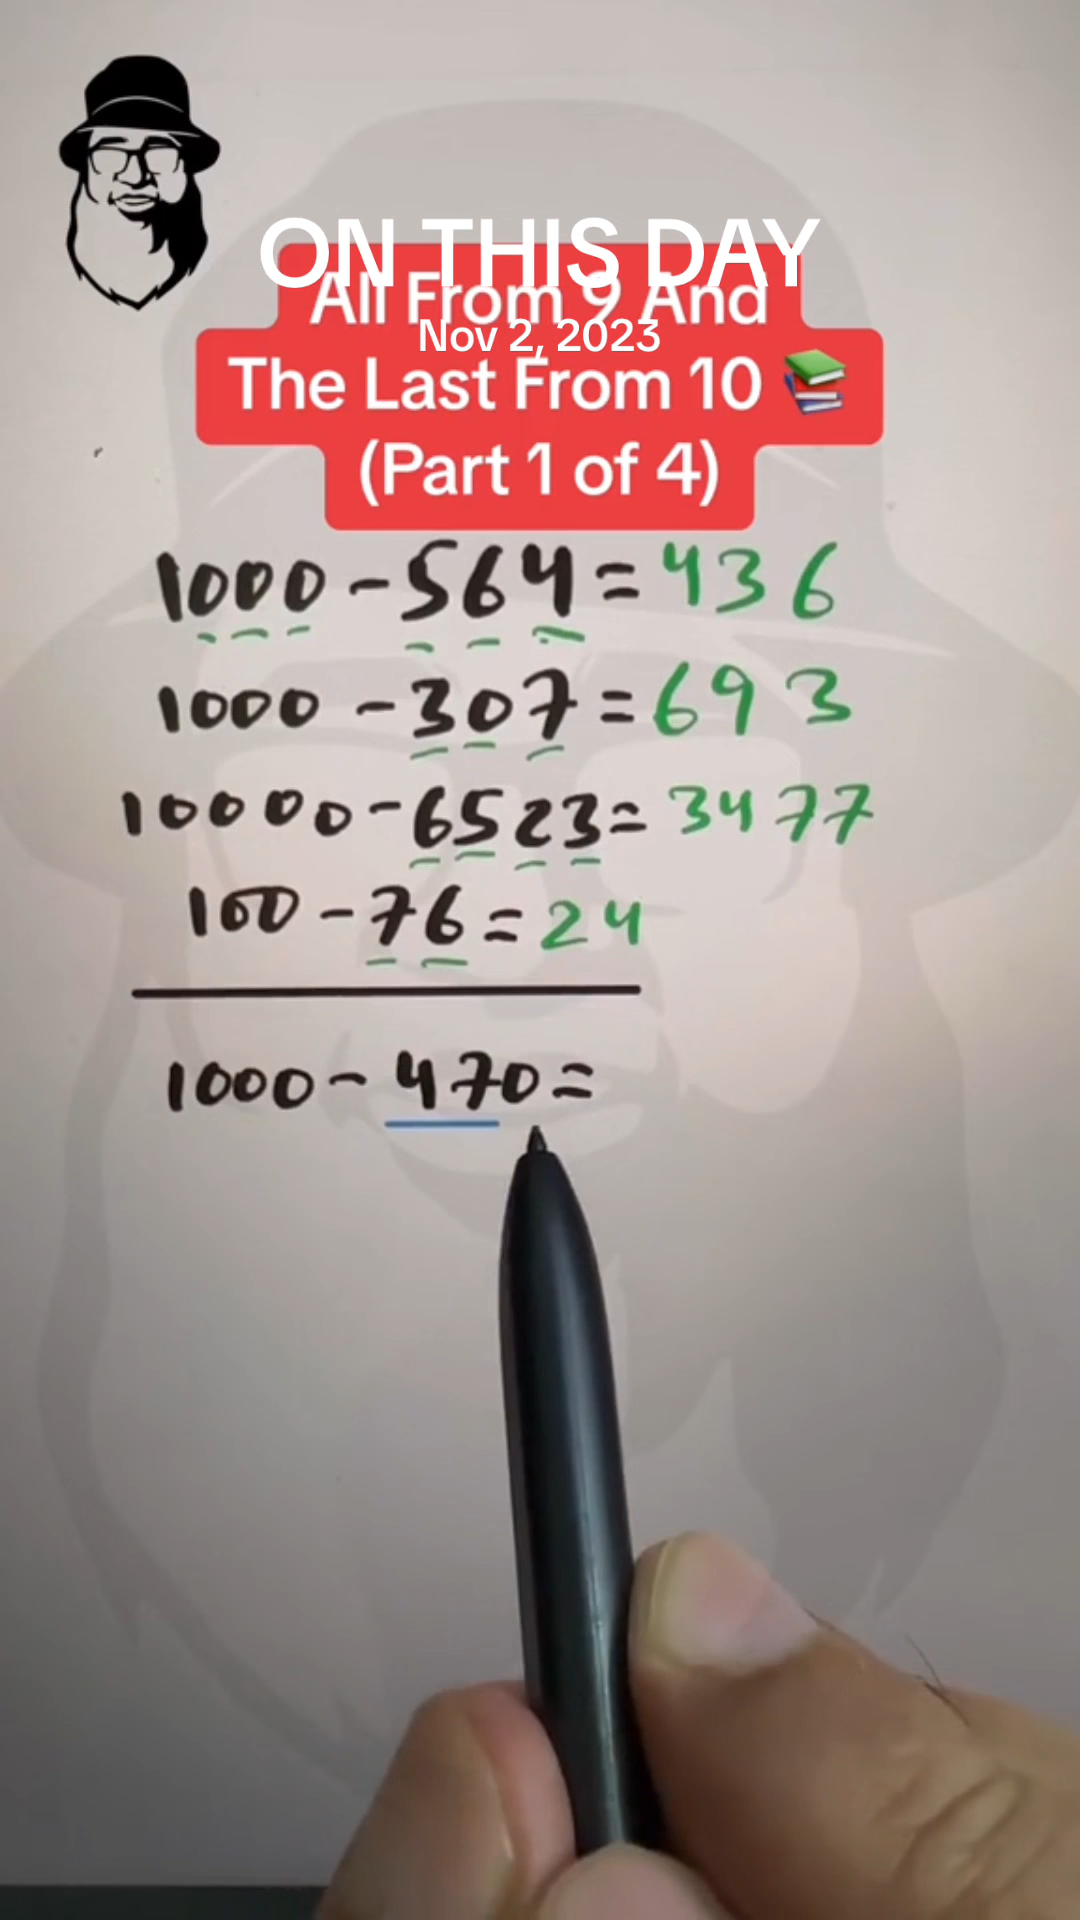 ON THIS DAY
All From 9 And
Nov 2, 2023
The Last From 10 📚
(Part 1 of 4)
1000 - 564 = 436
1000 - 307 = 693
10000 - 6523 = 3477
100 - 76 = 24
1000 - 470 =